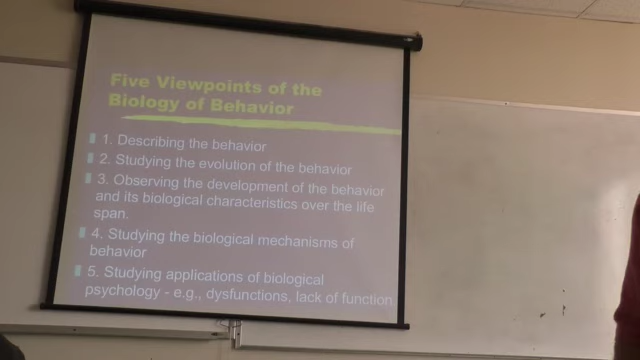 Five Viewpoints of the
Biology of Behavior
1. Describing the behavior
2. Studying the evolution of the behavior
3. Observing the development of the behavior
and its biological characteristics over the life
span.
4. Studying the biological mechanisms of
behavior
5. Studying applications of biological
psychology - e.g., dysfunctions, lack of function